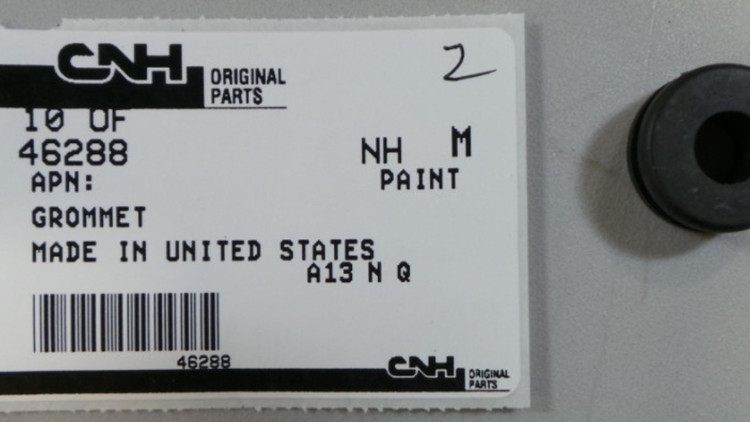 CNH ORIGINAL PARTS
2
10 OF
46288
NH M
APN:
PAINT
GROMMET
MADE IN UNITED STATES
A13 N Q
46288
CNH ORIGINAL PARTS